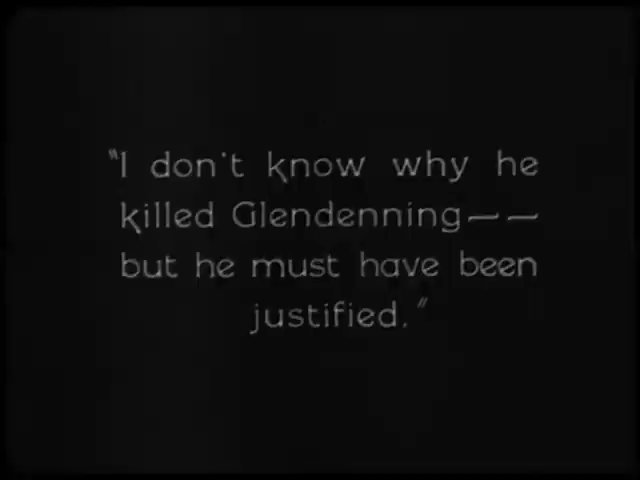 "I don't know why he
killed Glendenning——
but he must have been
justified."